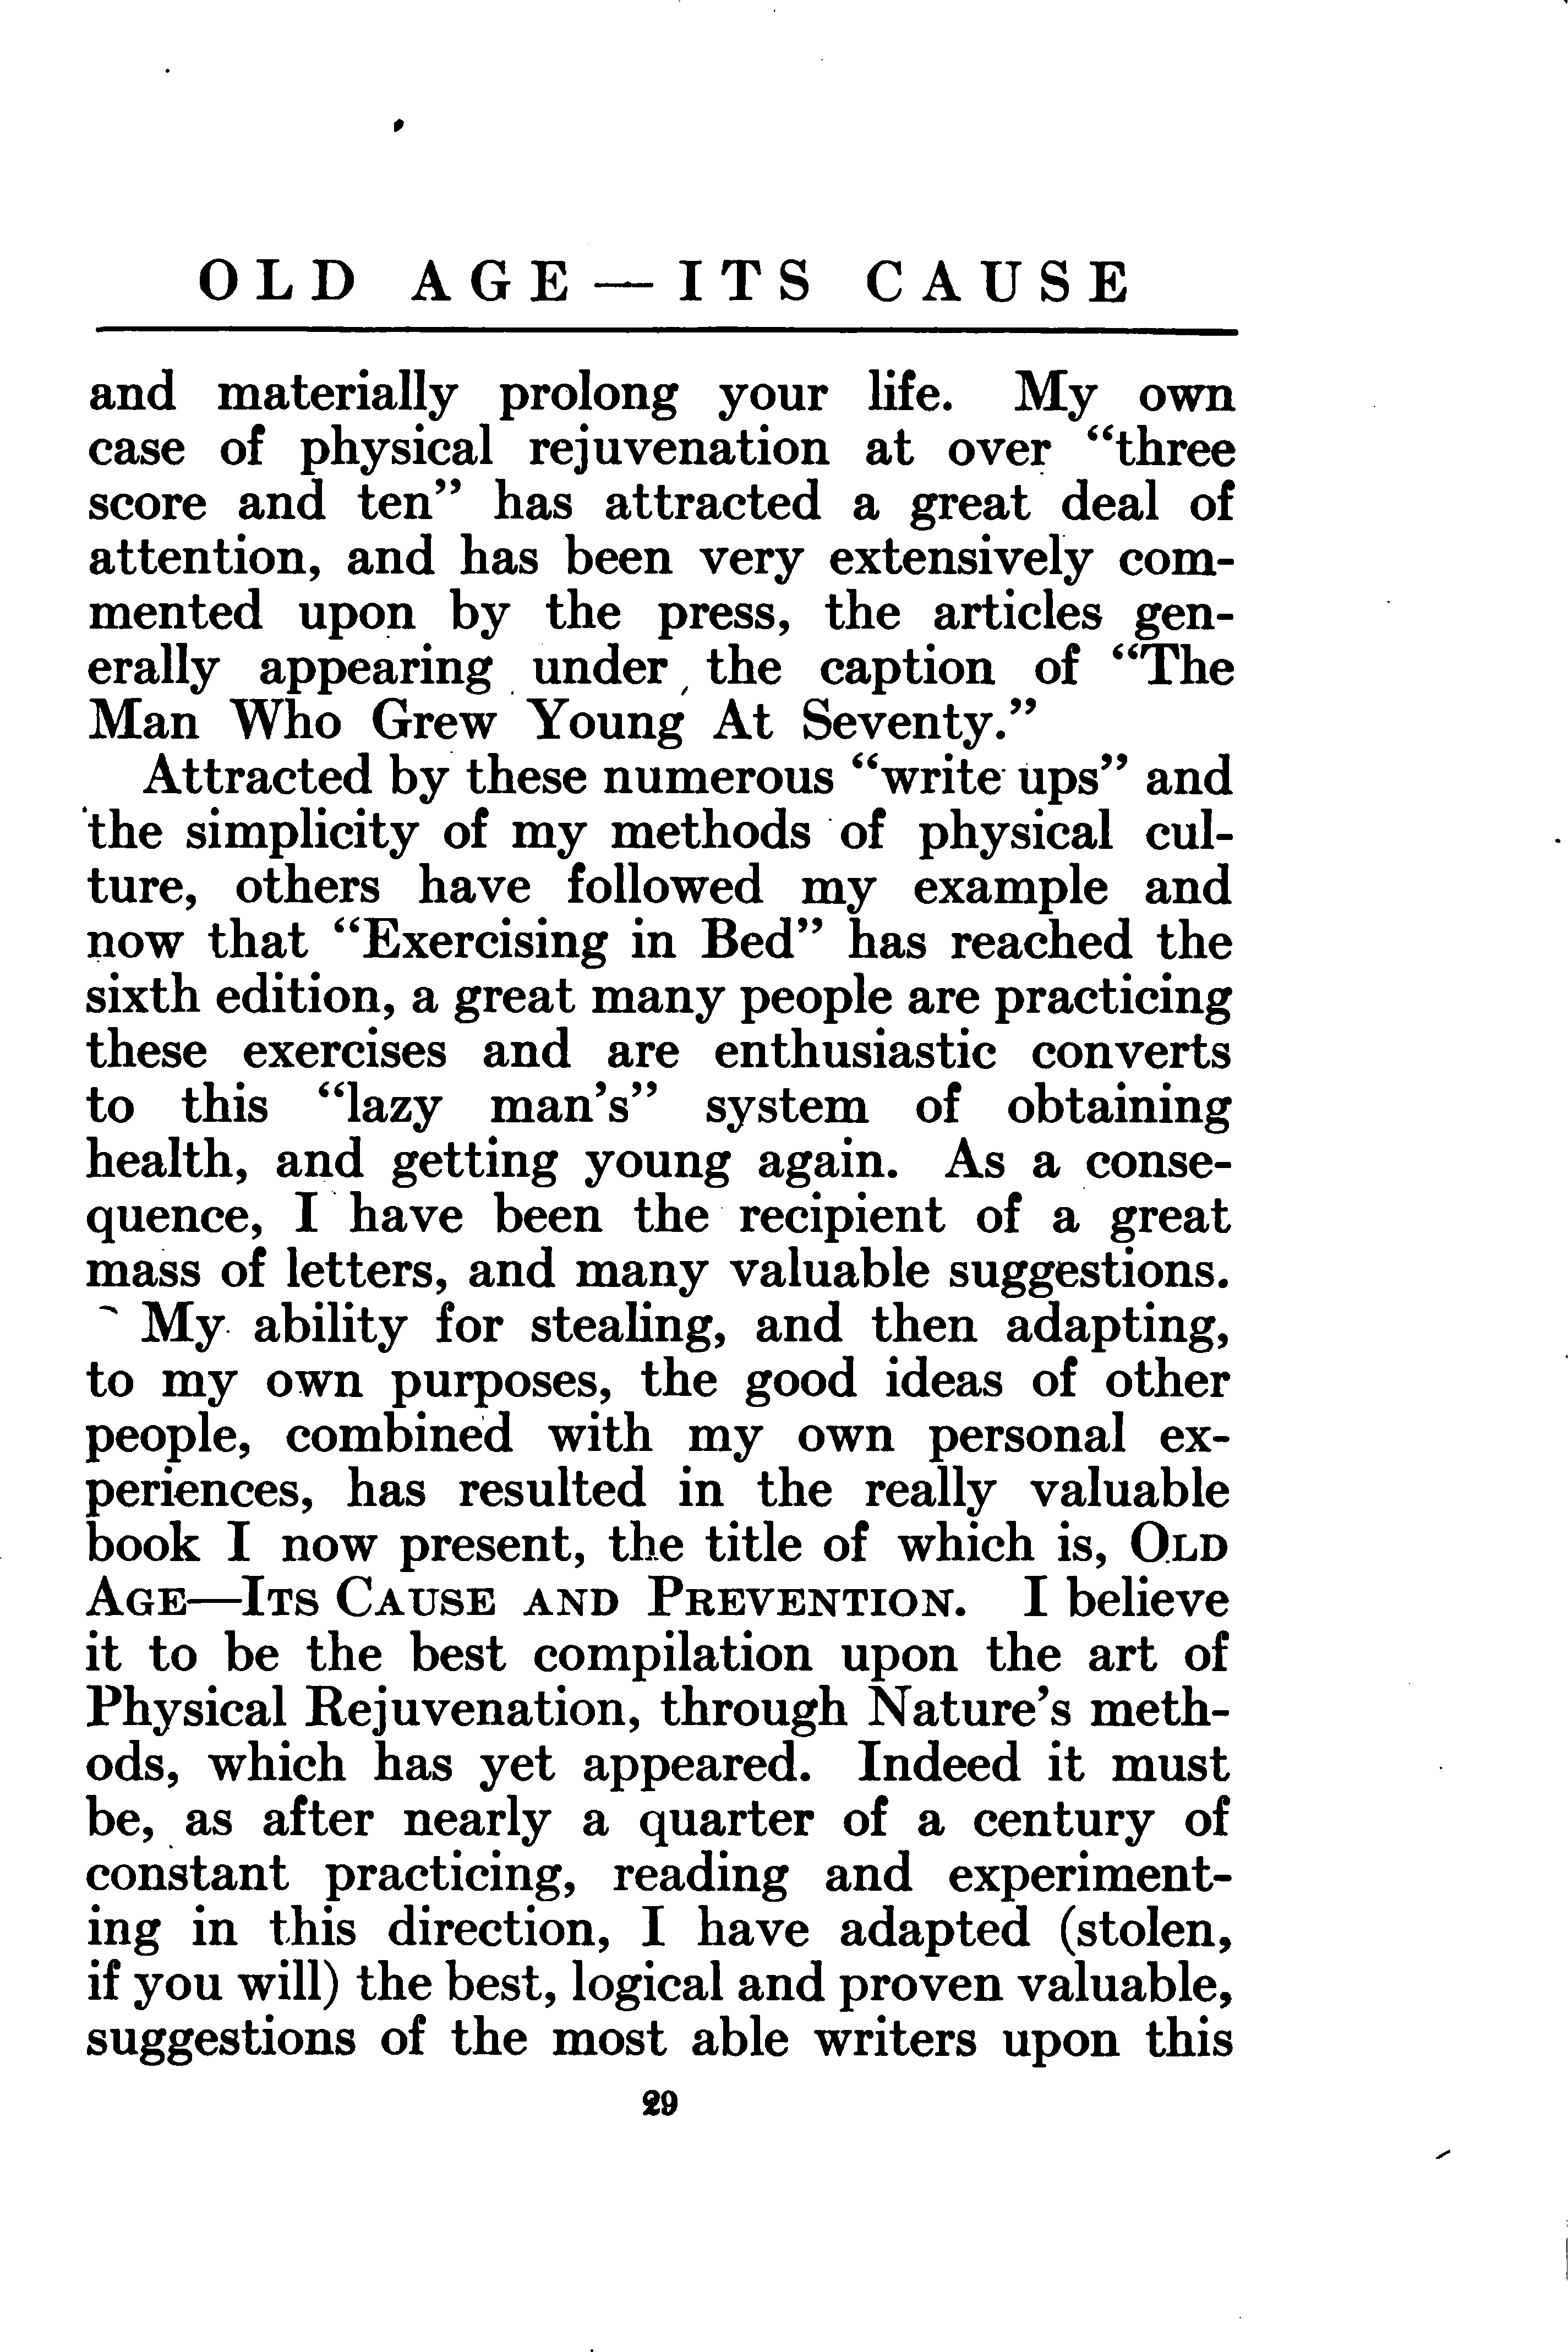 OLD AGE—ITS CAUSE
and materially prolong your life. My own
case of physical rejuvenation at over “three
score and ten” has attracted a great deal of
attention, and has been very extensively com-
mented upon by the press, the articles gen-
erally appearing under the caption of “The
Man Who Grew Young At Seventy.”
Attracted by these numerous “write ups” and
the simplicity of my methods of physical cul-
ture, others have followed my example and
now that “Exercising in Bed” has reached the
sixth edition, a great many people are practicing
these exercises and are enthusiastic converts
to this “lazy man’s” system of obtaining
health, and getting young again. As a conse-
quence, I have been the recipient of a great
mass of letters, and many valuable suggestions.
My ability for stealing, and then adapting,
to my own purposes, the good ideas of other
people, combined with my own personal ex-
periences, has resulted in the really valuable
book I now present, the title of which is, OLD
AGE—ITS CAUSE AND PREVENTION. I believe
it to be the best compilation upon the art of
Physical Rejuvenation, through Nature’s meth-
ods, which has yet appeared. Indeed it must
be, as after nearly a quarter of a century of
constant practicing, reading and experiment-
ing in this direction, I have adapted (stolen,
if you will) the best, logical and proven valuable,
suggestions of the most able writers upon this
29